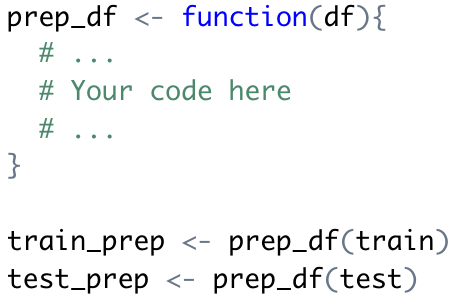 prep_df <- function(df){
  # ...
  # Your code here
  # ...
}

train_prep <- prep_df(train)
test_prep <- prep_df(test)